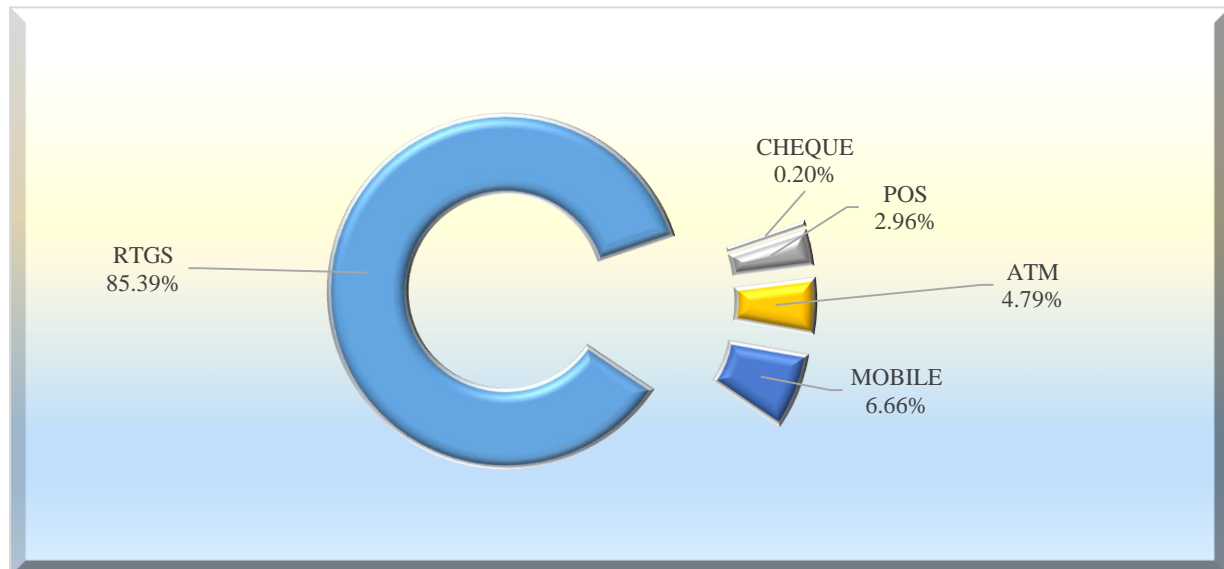 CHEQUE
0.20%
POS
2.96%
RTGS
85.39%
ATM
4.79%
MOBILE
6.66%